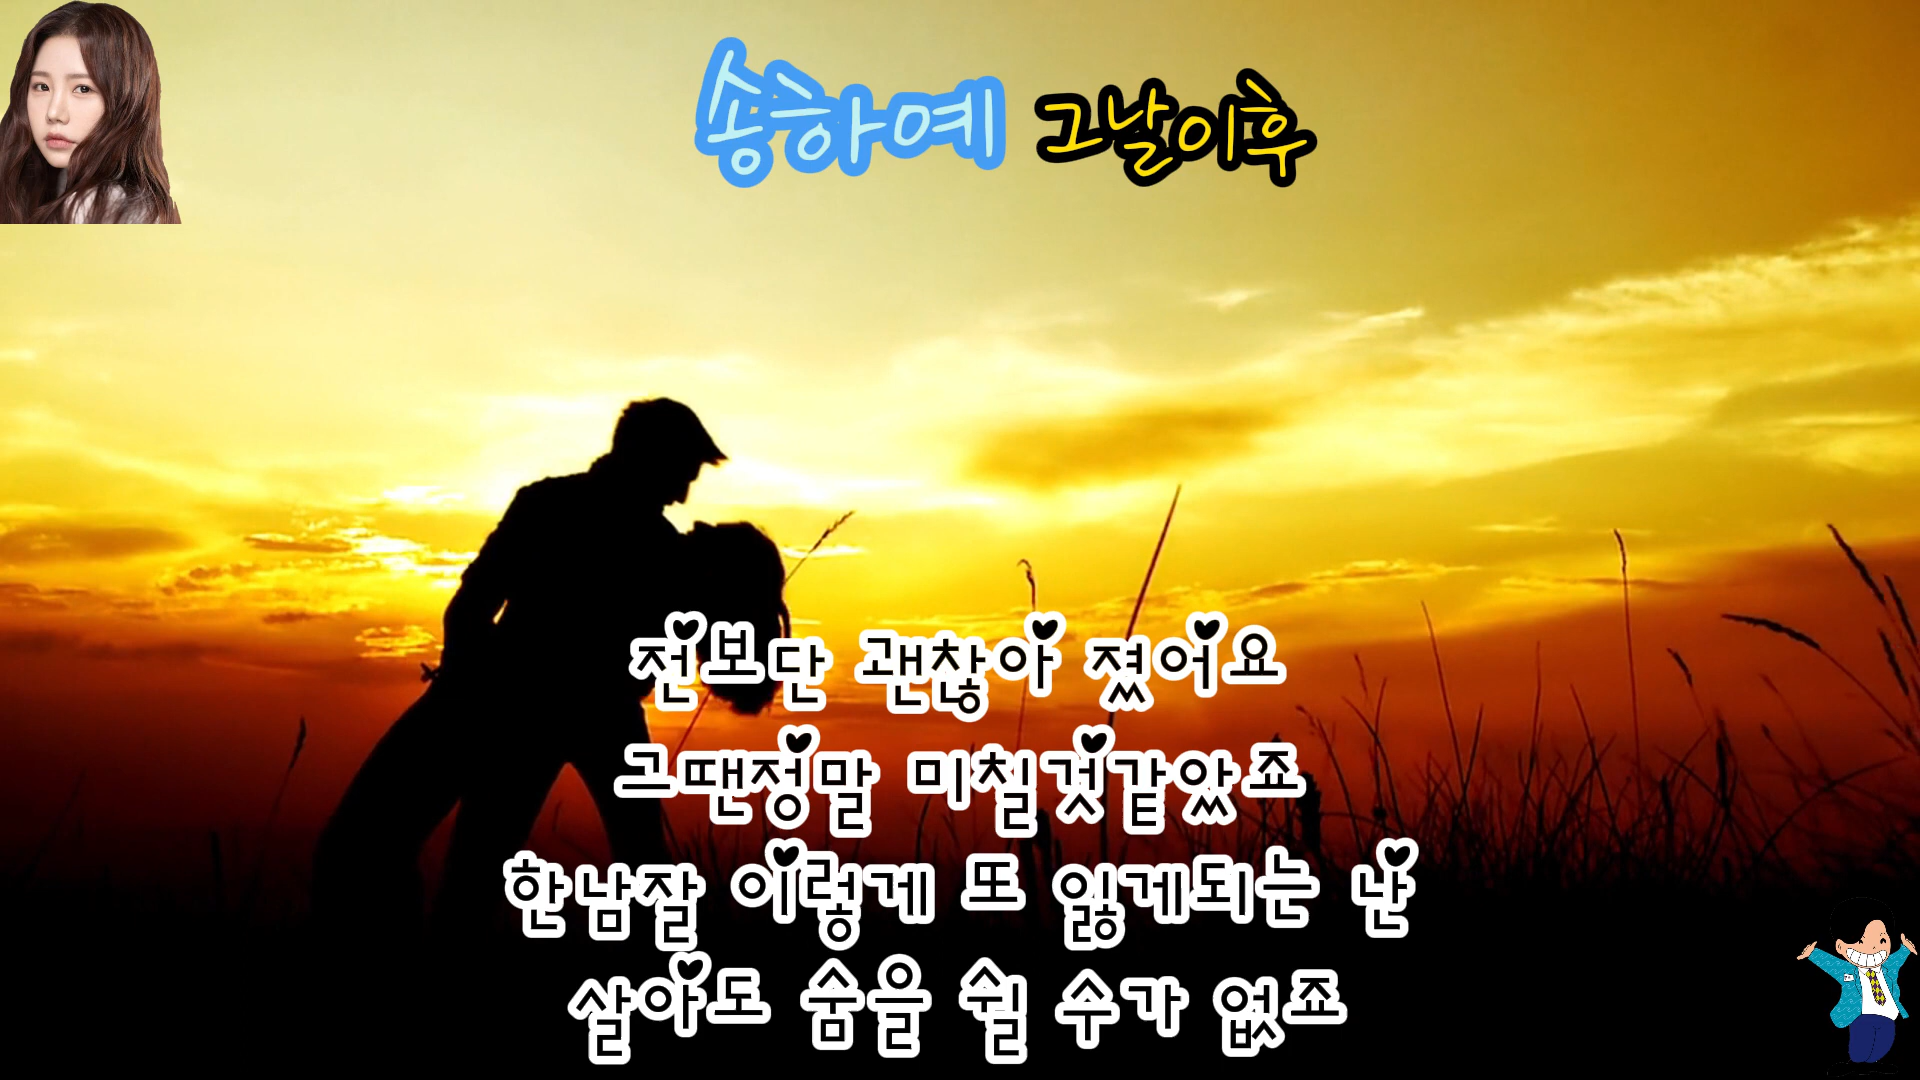 송하예 그날이후
전보단 괜찮아 졌어요
그땐정말 미칠것같았죠
한남잘 이렇게 또 잃게되는 난
살아도 숨을 쉴 수가 없죠